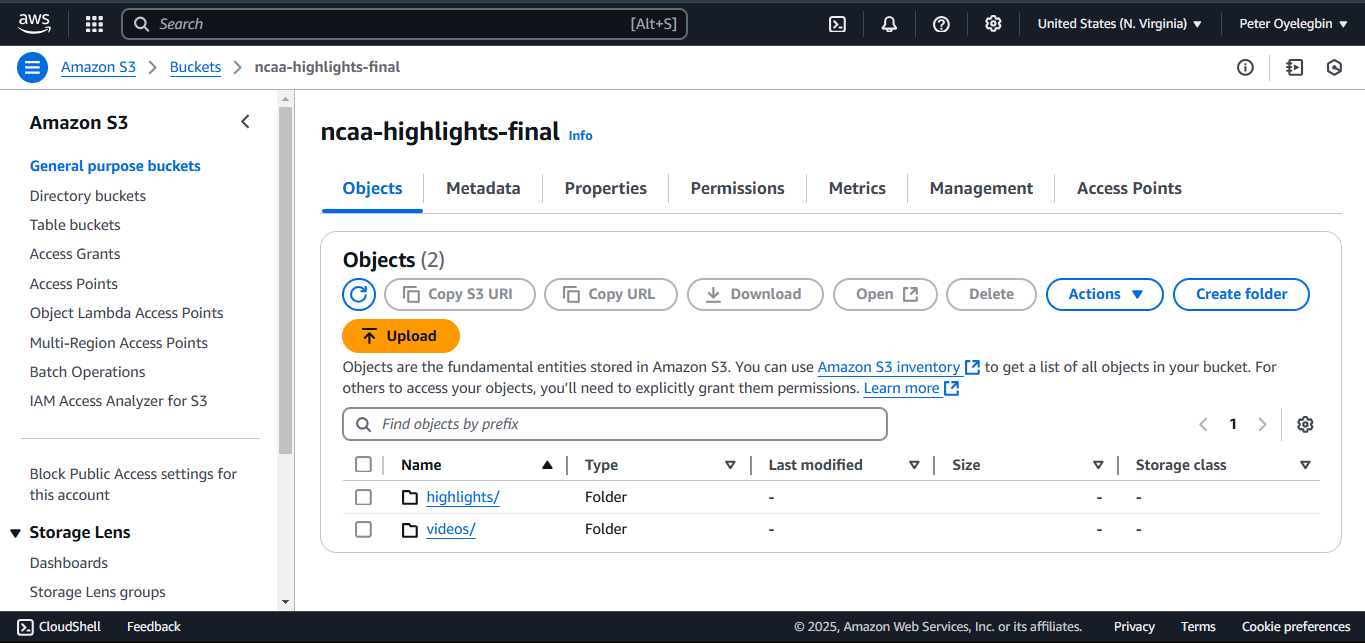 aws
Search [Alt+S]
United States (N. Virginia)
Peter Oyelegbin
Amazon S3 Buckets ncaa-highlights-final
Amazon S3
General purpose buckets
Directory buckets
Table buckets
Access Grants
Access Points
Object Lambda Access Points
Multi-Region Access Points
Batch Operations
IAM Access Analyzer for S3
Block Public Access settings for
this account
Storage Lens
Dashboards
Storage Lens groups
ncaa-highlights-final Info
Objects Metadata Properties Permissions Metrics Management Access Points
Objects (2)
Copy S3 URI Copy URL Download Open Delete Actions Create folder
Upload
Objects are the fundamental entities stored in Amazon S3. You can use Amazon S3 inventory to get a list of all objects in your bucket. For
others to access your objects, you’ll need to explicitly grant them permissions. Learn more
Find objects by prefix
1
Name Type Last modified Size Storage class
highlights/ Folder - - -
videos/ Folder - - -
CloudShell Feedback © 2025, Amazon Web Services, Inc. or its affiliates. Privacy Terms Cookie preferences